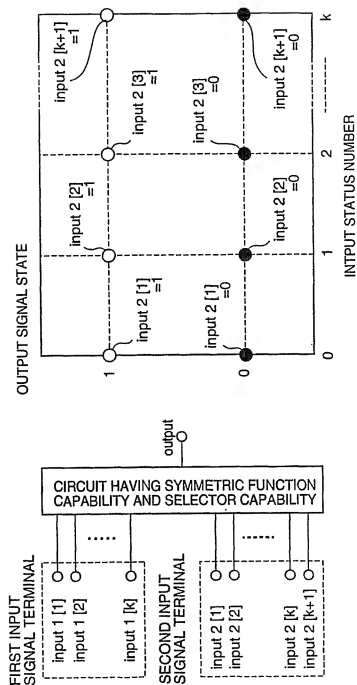 FIRST INPUT
SIGNAL TERMINAL
input 1 [1]
input 1 [2]
input 1 [k]
SECOND INPUT
SIGNAL TERMINAL
input 2 [1]
input 2 [2]
input 2 [k]
input 2 [k+1]
CIRCUIT HAVING SYMMETRIC FUNCTION
CAPABILITY AND SELECTOR CAPABILITY
output
OUTPUT SIGNAL STATE
1
0
input 2 [1]
=1
input 2 [2]
=1
input 2 [3]
=1
input 2 [k+1]
=1
input 2 [1]
=0
input 2 [2]
=0
input 2 [3]
=0
input 2 [k+1]
=0
0
1
2
k
INTPUT STATUS NUMBER